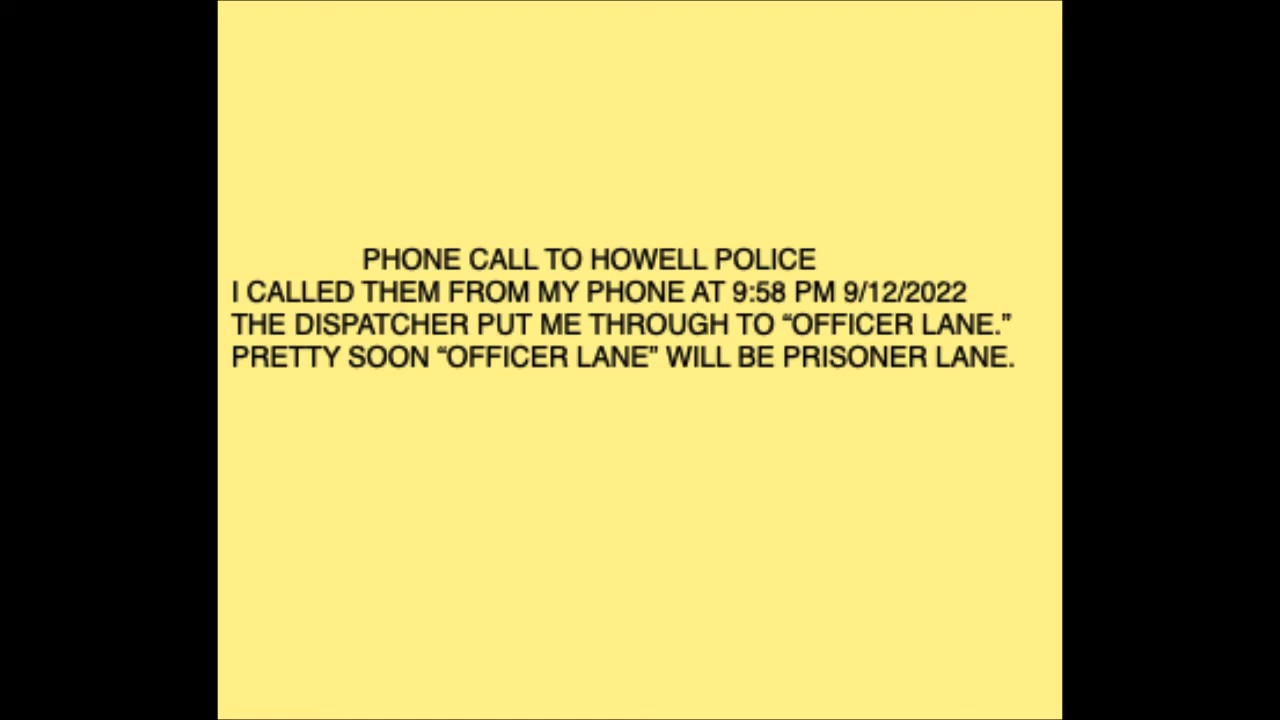 PHONE CALL TO HOWELL POLICE
I CALLED THEM FROM MY PHONE AT 9:58 PM 9/12/2022
THE DISPATCHER PUT ME THROUGH TO “OFFICER LANE.”
PRETTY SOON “OFFICER LANE” WILL BE PRISONER LANE.